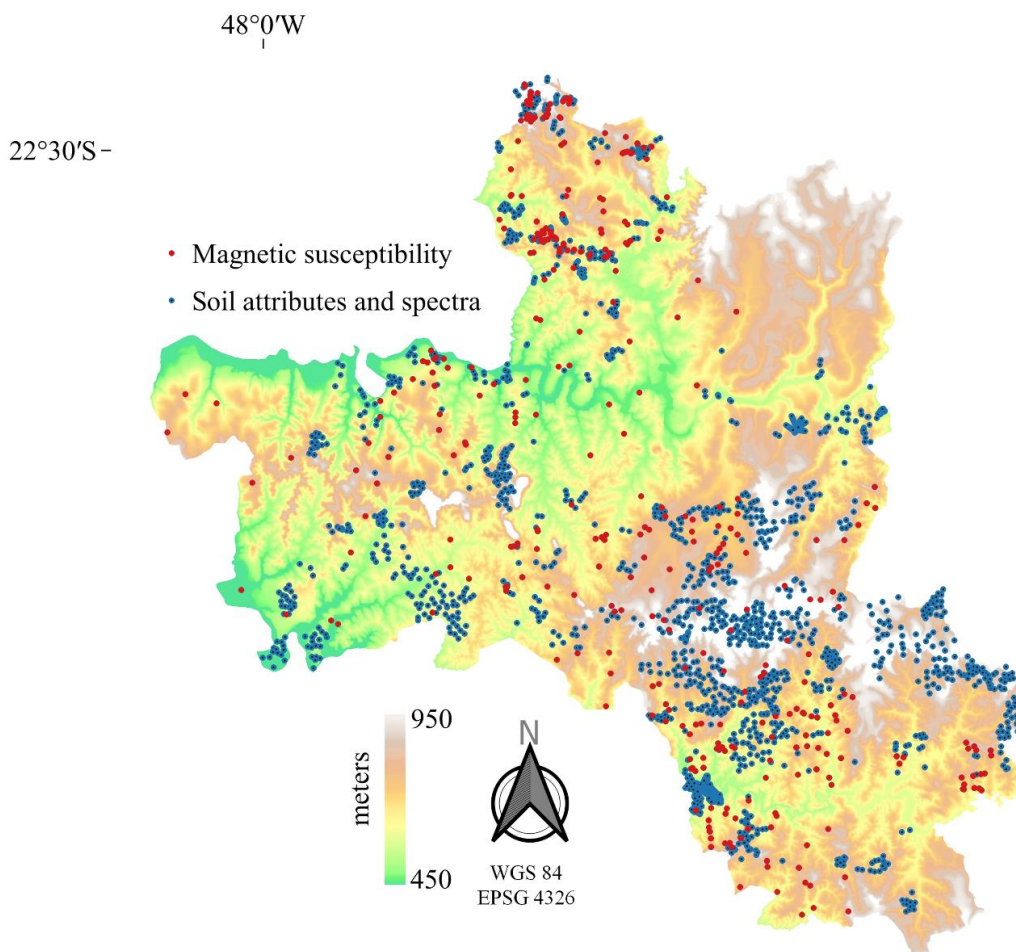 48°0′W
22°30′S
Magnetic susceptibility
Soil attributes and spectra
950
meters
450
N
WGS 84
EPSG 4326